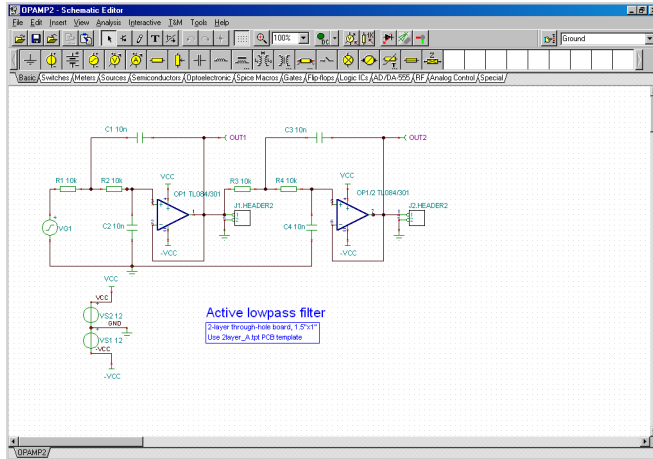 OPAMP2 - Schematic Editor
File Edit Insert View Analysis Interactive T&M Tools Help
100%
Ground
Basic Switches Meters Sources Semiconductors Optoelectronic Spice Macros Gates Flip-flops Logic ICs AD/DA-555 RF Analog Control Special
C1 10n
OUT1
C3 10n
OUT2
R1 10k
R2 10k
VCC
OP1 TL084/301
R3 10k
R4 10k
VCC
OP1/2 TL084/301
J1.HEADER2
J2.HEADER2
VG1
C2 10n
-VCC
C4 10n
-VCC
VCC
VCC
VS2 12
GND
VS1 12
-VCC
-VCC
Active lowpass filter
2-layer through-hole board, 1.5"x1"
Use 2layer_A.tpt PCB template
OPAMP2